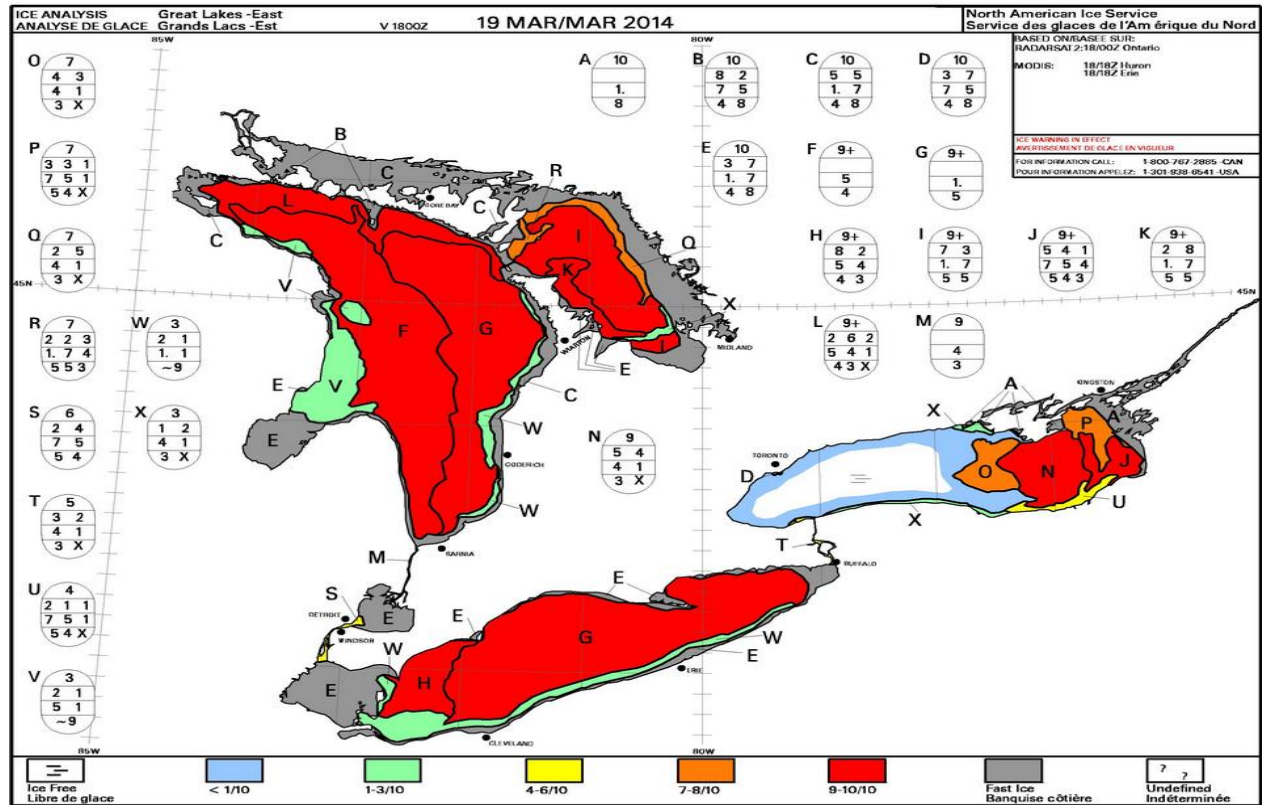 ICE ANALYSIS Great Lakes -East
ANALYSE DE GLACE Grands Lacs -Est
V 1800Z
19 MAR/MAR 2014
North American Ice Service
Service des glaces de l'Am érique du Nord
BASED ON/BASEE SUR:
RADARSAT2:18/00Z Ontario
MODIS: 18/18Z Huron
18/18Z Erie
ICE WARNING IN EFFECT
AVERTISSEMENT DE GLACE EN VIGUEUR
FOR INFORMATION CALL: 1-800-767-2885 -CAN
POUR INFORMATION APPELEZ: 1-301-938-6541 -USA
85W
80W
O
7
4 3
4 1
3 X
P
7
3 3 1
7 5 1
5 4 X
Q
7
2 5
4 1
3 X
R
7
2 2 3
1. 7 4
5 5 3
S
6
2 4
7 5
5 4
T
5
3 2
4 1
3 X
U
4
2 1 1
7 5 1
5 4 X
V
3
2 1
5 1
~9
W
3
2 1
1. 1
~9
X
3
1 2
4 1
3 X
A
10
1.
8
B
10
8 2
7 5
4 8
C
10
5 5
1. 7
4 8
D
10
3 7
7 5
4 8
E
10
3 7
1. 7
4 8
F
9+
5
4
G
9+
1.
5
H
9+
8 2
5 4
4 3
I
9+
7 3
1. 7
5 5
J
9+
5 4 1
7 5 4
5 4 3
K
9+
2 8
1. 7
5 5
L
9+
2 6 2
5 4 1
4 3 X
M
9
4
3
N
9
5 4
4 1
3 X
B
C
GORE BAY
R
L
C
C
I
Q
K
V
45N
45N
F
G
X
WIARTON
MIDLAND
I
E
V
E
C
E
W
GODERICH
W
SARNIA
M
A
KINGSTON
X
P
A
TORONTO
D
O
N
J
U
X
T
BUFFALO
S
DETROIT
WINDSOR
E
E
E
W
G
W
E
ERIE
E
H
CLEVELAND
85W
80W
Ice Free
Libre de glace
< 1/10
1-3/10
4-6/10
7-8/10
9-10/10
Fast Ice
Banquise côtière
? ?
Undefined
Indéterminée